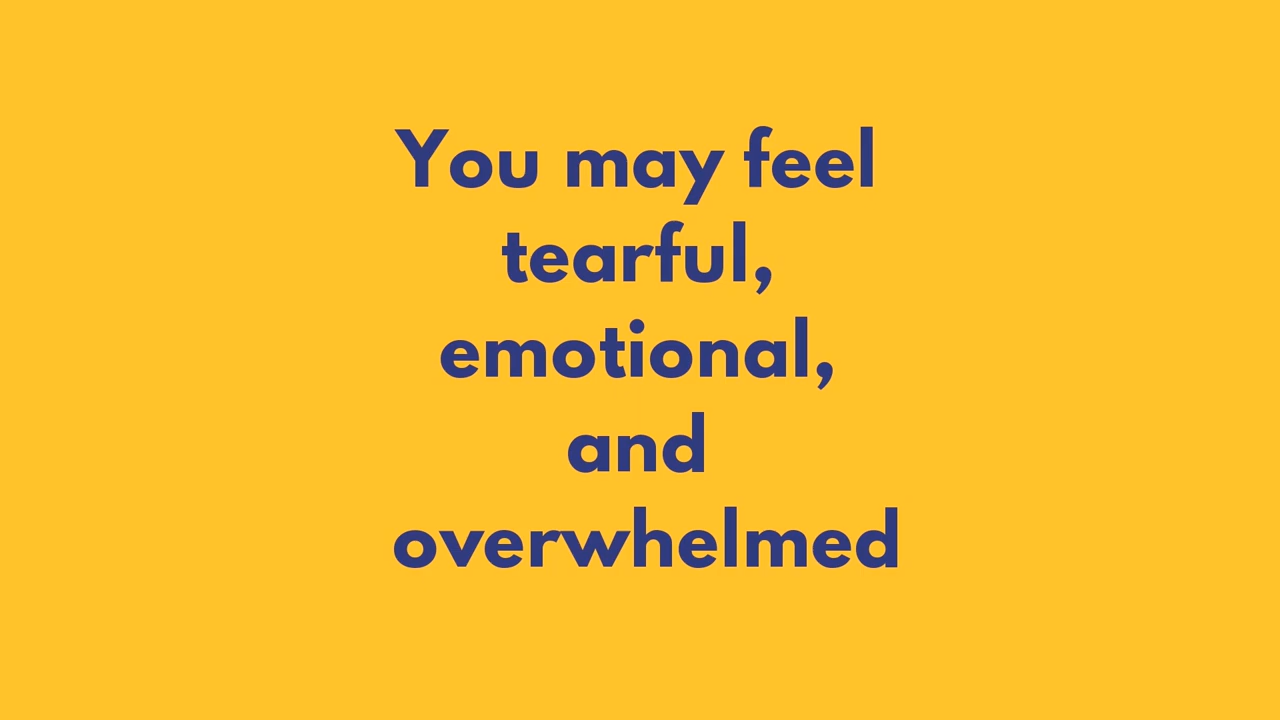 You may feel
tearful,
emotional,
and
overwhelmed